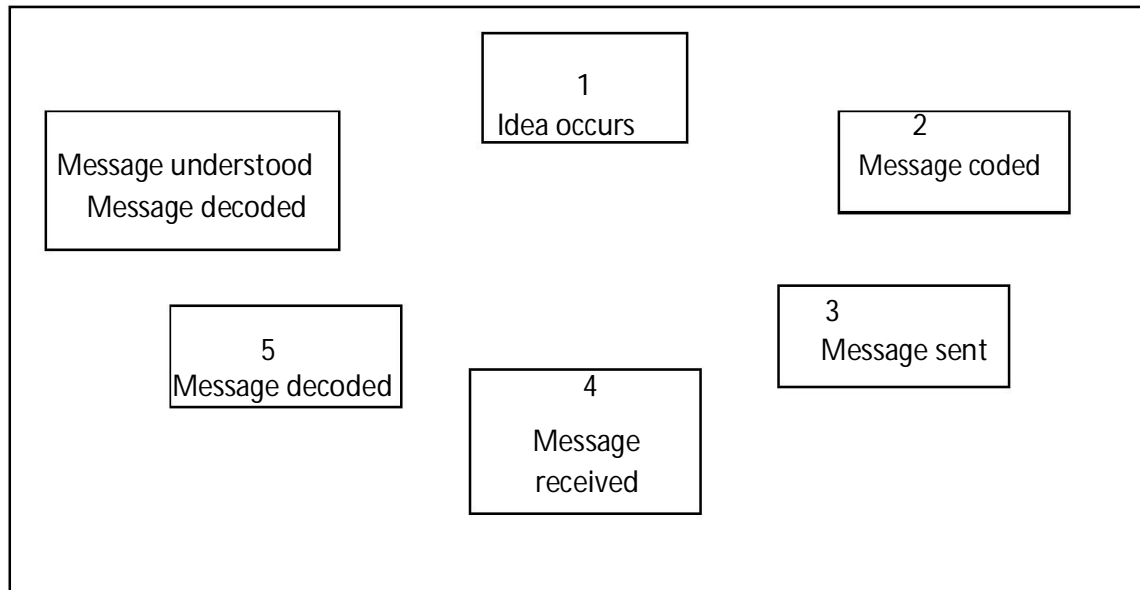 1
Idea occurs
2
Message coded
3
Message sent
4
Message
received
5
Message decoded
Message understood
Message decoded